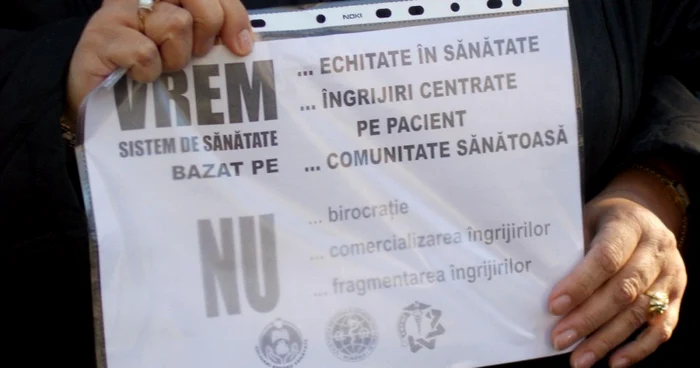 NOKI
VREM
SISTEM DE SĂNĂTATE
BAZAT PE
... ECHITATE ÎN SĂNĂTATE
... ÎNGRIJIRI CENTRATE
PE PACIENT
... COMUNITATE SĂNĂTOASĂ
NU
... birocrație
... comercializarea îngrijirilor
... fragmentarea îngrijirilor